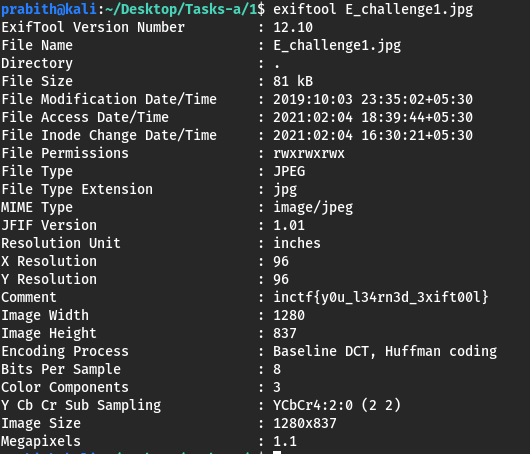 prabith@kali:~/Desktop/Tasks-a/1$ exiftool E_challenge1.jpg
ExifTool Version Number : 12.10
File Name : E_challenge1.jpg
Directory : .
File Size : 81 kB
File Modification Date/Time : 2019:10:03 23:35:02+05:30
File Access Date/Time : 2021:02:04 18:39:44+05:30
File Inode Change Date/Time : 2021:02:04 16:30:21+05:30
File Permissions : rwxrwxrwx
File Type : JPEG
File Type Extension : jpg
MIME Type : image/jpeg
JFIF Version : 1.01
Resolution Unit : inches
X Resolution : 96
Y Resolution : 96
Comment : inctf{y0u_l34rn3d_3xift00l}
Image Width : 1280
Image Height : 837
Encoding Process : Baseline DCT, Huffman coding
Bits Per Sample : 8
Color Components : 3
Y Cb Cr Sub Sampling : YCbCr4:2:0 (2 2)
Image Size : 1280x837
Megapixels : 1.1